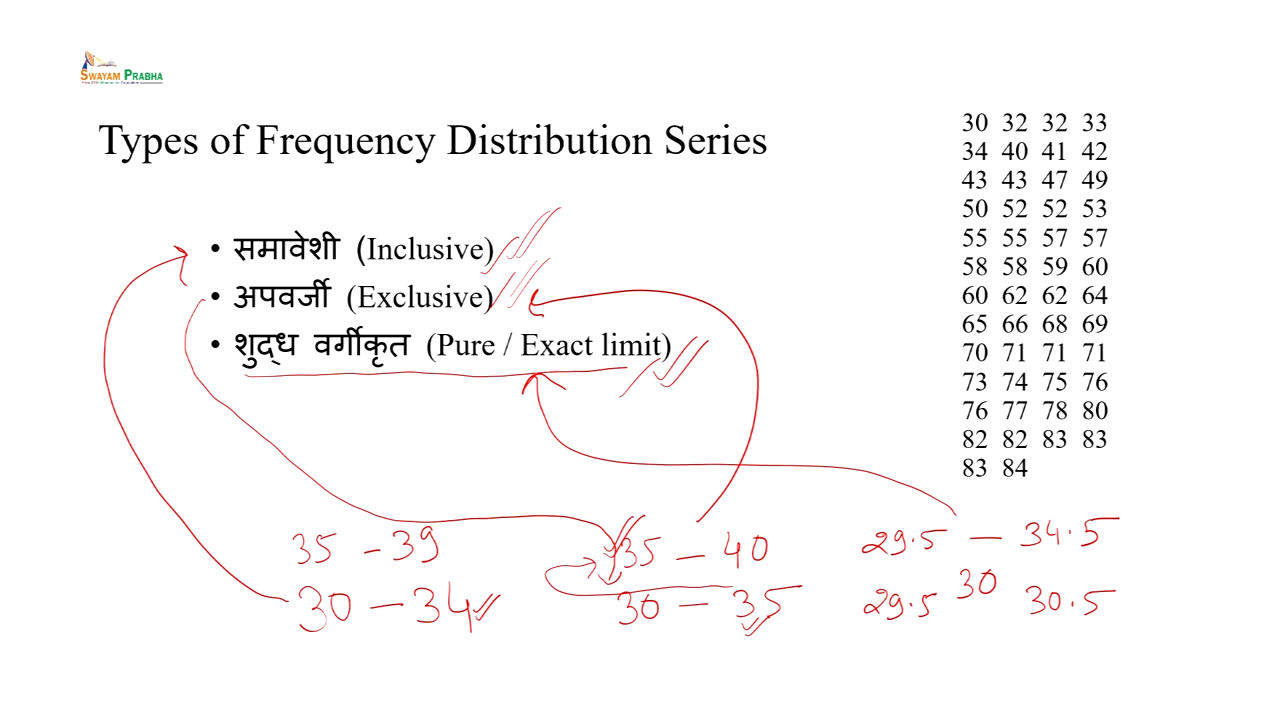 SWAYAM PRABHA
Types of Frequency Distribution Series
• समावेशी (Inclusive)
• अपवर्जी (Exclusive)
• शुद्ध वर्गीकृत (Pure / Exact limit)
30 32 32 33
34 40 41 42
43 43 47 49
50 52 52 53
55 55 57 57
58 58 59 60
60 62 62 64
65 66 68 69
70 71 71 71
73 74 75 76
76 77 78 80
82 82 83 83
83 84
35 - 39
30 - 34
35 - 40
30 - 35
29.5 - 34.5
29.5 30 30.5